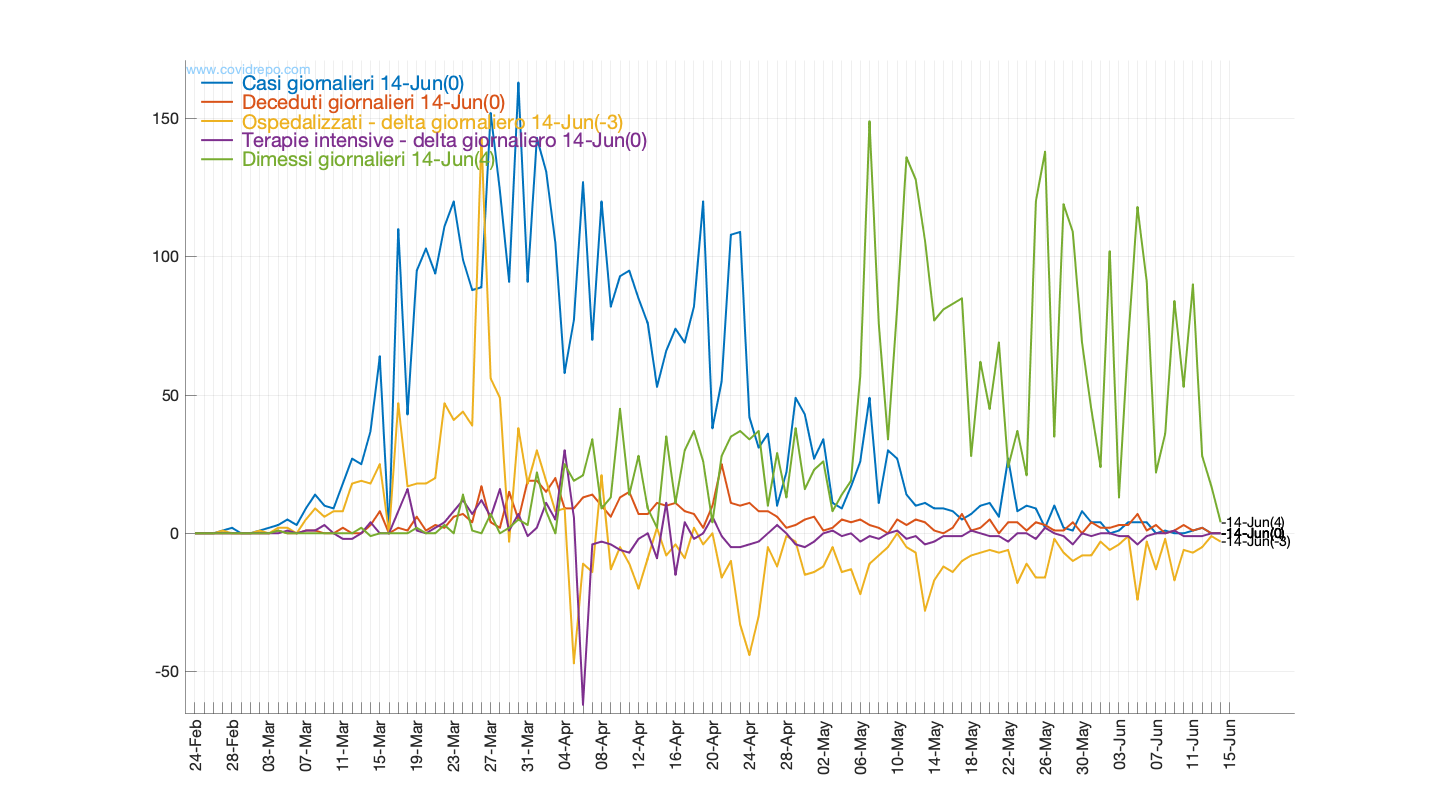 www.covidrepo.com
Casi giornalieri 14-Jun(0)
Deceduti giornalieri 14-Jun(0)
Ospedalizzati - delta giornaliero 14-Jun(-3)
Terapie intensive - delta giornaliero 14-Jun(0)
Dimessi giornalieri 14-Jun(4)
150
100
50
0
-50
-14-Jun(4)
-14-Jun(0)
-14-Jun(-3)
24-Feb
28-Feb
03-Mar
07-Mar
11-Mar
15-Mar
19-Mar
23-Mar
27-Mar
31-Mar
04-Apr
08-Apr
12-Apr
16-Apr
20-Apr
24-Apr
28-Apr
02-May
06-May
10-May
14-May
18-May
22-May
26-May
30-May
03-Jun
07-Jun
11-Jun
15-Jun